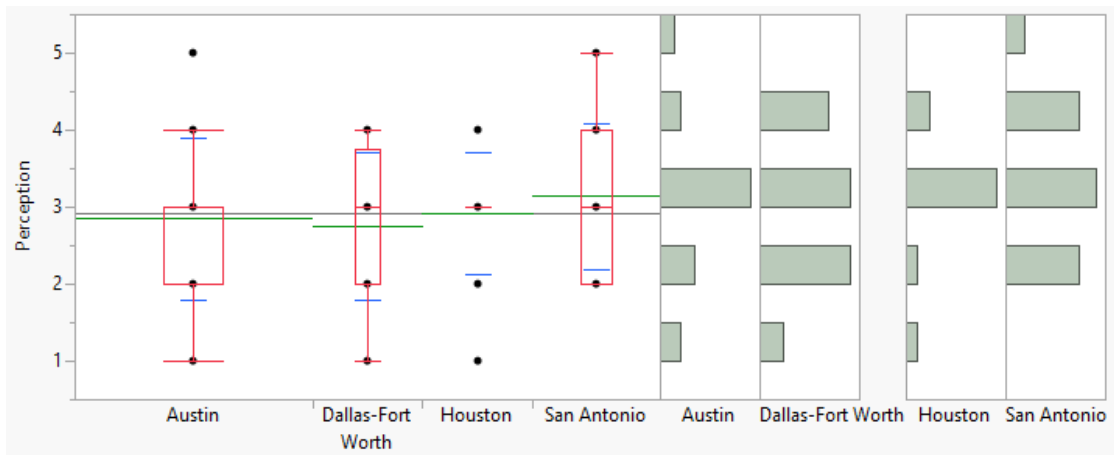 5
4
3
2
1
Perception
Austin
Dallas-Fort
Worth
Houston
San Antonio
Austin
Dallas-Fort Worth
Houston
San Antonio